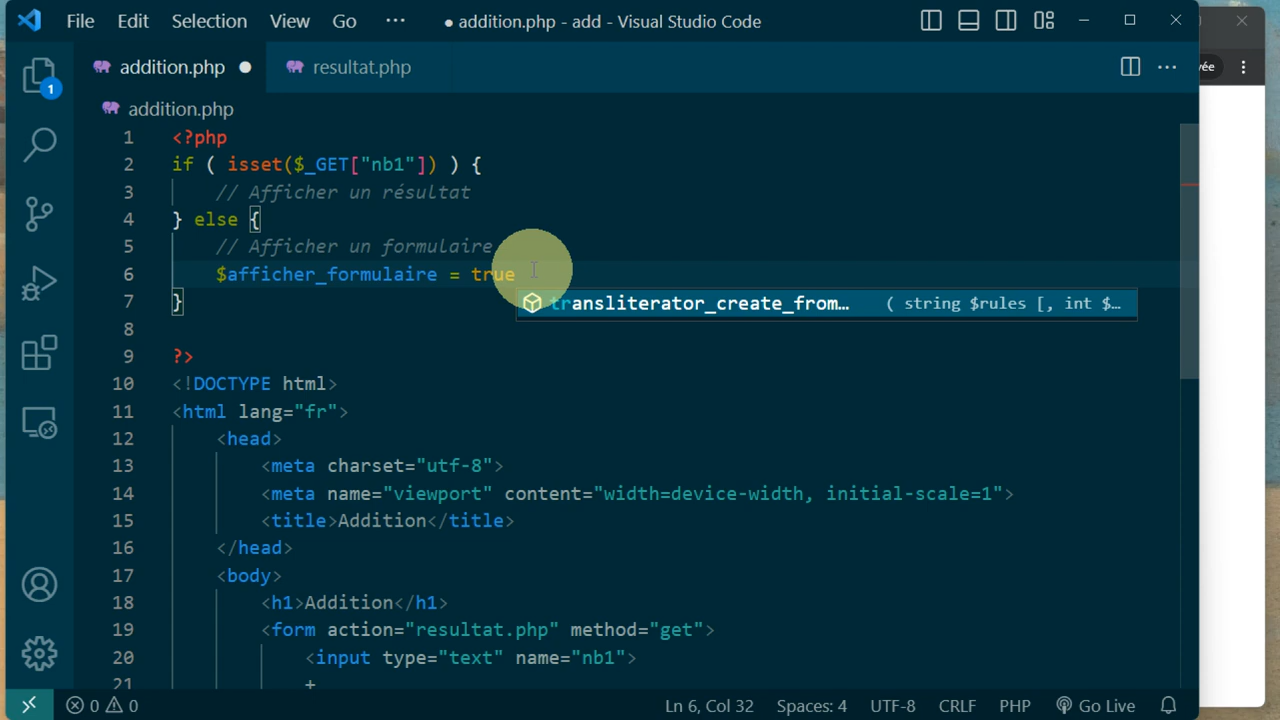 File Edit Selection View Go ··· ● addition.php - add - Visual Studio Code
addition.php ● resultat.php
vée
1
addition.php
1 <?php
2 if ( isset($_GET["nb1"]) ) {
3 // Afficher un résultat
4 } else {
5 // Afficher un formulaire
6 $afficher_formulaire = true
transliterator_create_from… ( string $rules [, int $…
7 }
8
9 ?>
10 <!DOCTYPE html>
11 <html lang="fr">
12 <head>
13 <meta charset="utf-8">
14 <meta name="viewport" content="width=device-width, initial-scale=1">
15 <title>Addition</title>
16 </head>
17 <body>
18 <h1>Addition</h1>
19 <form action="resultat.php" method="get">
20 <input type="text" name="nb1">
21 +
0 0 Ln 6, Col 32 Spaces: 4 UTF-8 CRLF PHP Go Live